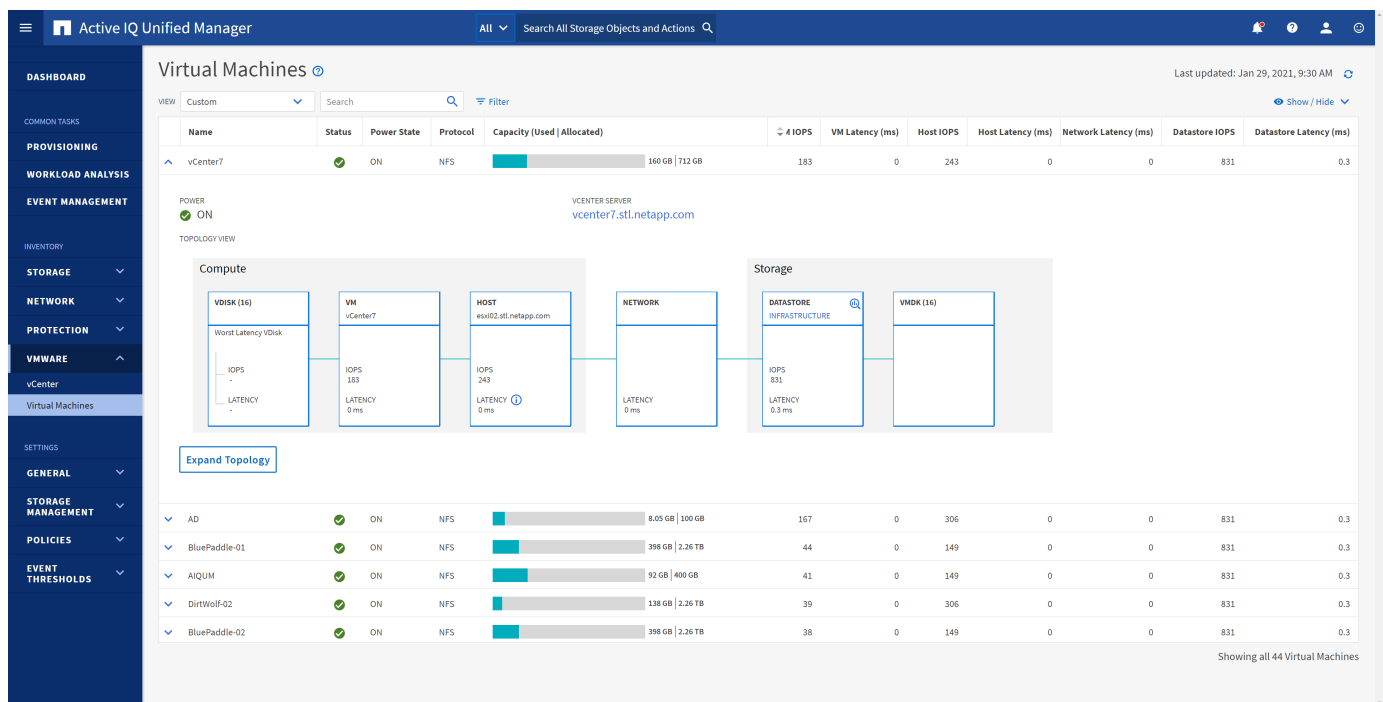 Active IQ Unified Manager
All
Search All Storage Objects and Actions
DASHBOARD
COMMON TASKS
PROVISIONING
WORKLOAD ANALYSIS
EVENT MANAGEMENT
INVENTORY
STORAGE
NETWORK
PROTECTION
VMWARE
vCenter
Virtual Machines
SETTINGS
GENERAL
STORAGE
MANAGEMENT
POLICIES
EVENT
THRESHOLDS
Virtual Machines
Last updated: Jan 29, 2021, 9:30 AM
VIEW Custom Search Filter Show / Hide
Name Status Power State Protocol Capacity (Used | Allocated) M IOPS VM Latency (ms) Host IOPS Host Latency (ms) Network Latency (ms) Datastore IOPS Datastore Latency (ms)
vCenter7 ON NFS 160 GB | 712 GB 183 0 243 0 0 831 0.3
POWER
ON
VCENTER SERVER
vcenter7.stl.netapp.com
TOPOLOGY VIEW
Compute
VDISK (16)
Worst Latency VDisk
IOPS
-
LATENCY
-
VM
vCenter7
IOPS
183
LATENCY
0 ms
HOST
esxi02.stl.netapp.com
IOPS
243
LATENCY
0 ms
NETWORK
LATENCY
0 ms
Storage
DATASTORE
INFRASTRUCTURE
IOPS
831
LATENCY
0.3 ms
VMDK (16)
Expand Topology
AD ON NFS 8.05 GB | 100 GB 167 0 306 0 0 831 0.3
BluePaddle-01 ON NFS 398 GB | 2.26 TB 44 0 149 0 0 831 0.3
AIQUM ON NFS 92 GB | 400 GB 41 0 149 0 0 831 0.3
DirtWolf-02 ON NFS 138 GB | 2.26 TB 39 0 306 0 0 831 0.3
BluePaddle-02 ON NFS 398 GB | 2.26 TB 38 0 149 0 0 831 0.3
Showing all 44 Virtual Machines